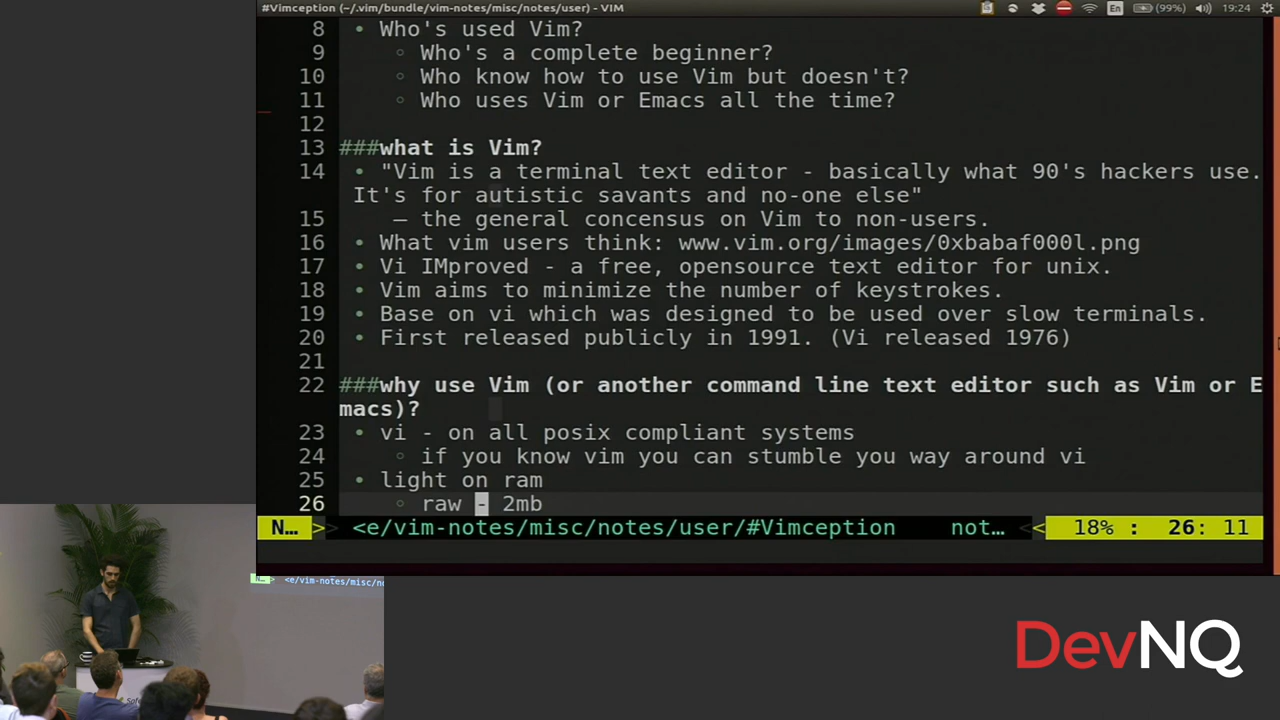 #Vimception (~/.vim/bundle/vim-notes/misc/notes/user) - VIM
En
(99%)
19:24
8 • Who's used Vim?
9 ◦ Who's a complete beginner?
10 ◦ Who know how to use Vim but doesn't?
11 ◦ Who uses Vim or Emacs all the time?
12
13 ###what is Vim?
14 • "Vim is a terminal text editor - basically what 90's hackers use.
It's for autistic savants and no-one else"
15 — the general concensus on Vim to non-users.
16 • What vim users think: www.vim.org/images/0xbabaf000l.png
17 • Vi IMproved - a free, opensource text editor for unix.
18 • Vim aims to minimize the number of keystrokes.
19 • Base on vi which was designed to be used over slow terminals.
20 • First released publicly in 1991. (Vi released 1976)
21
22 ###why use Vim (or another command line text editor such as Vim or E
macs)?
23 • vi - on all posix compliant systems
24 ◦ if you know vim you can stumble you way around vi
25 • light on ram
26 ◦ raw - 2mb
N… > <e/vim-notes/misc/notes/user/#Vimception not… < 18% : 26: 11
<e/vim-notes/misc/no
DevNQ